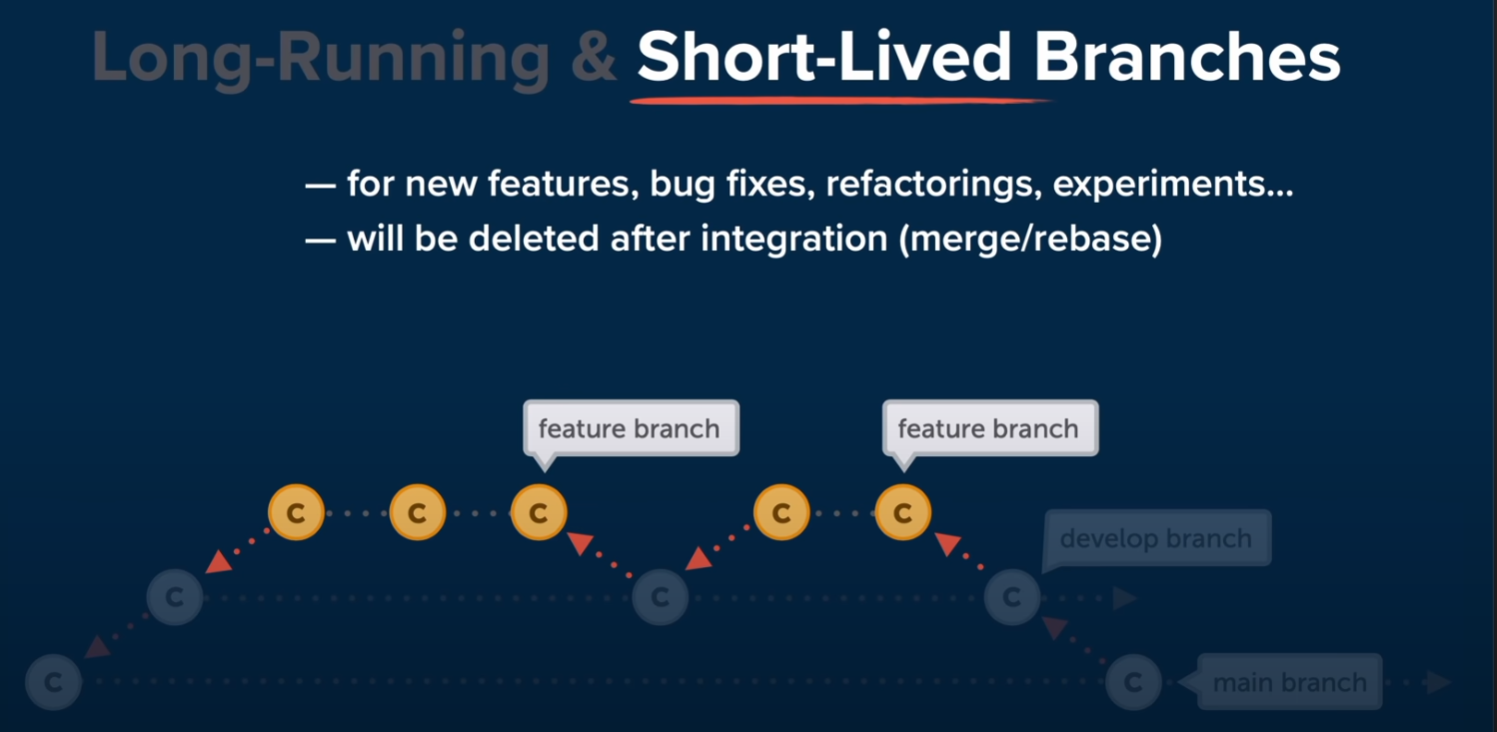 Long-Running & Short-Lived Branches
— for new features, bug fixes, refactorings, experiments...
— will be deleted after integration (merge/rebase)
feature branch
feature branch
C C C C C
develop branch
C C C
C C
main branch